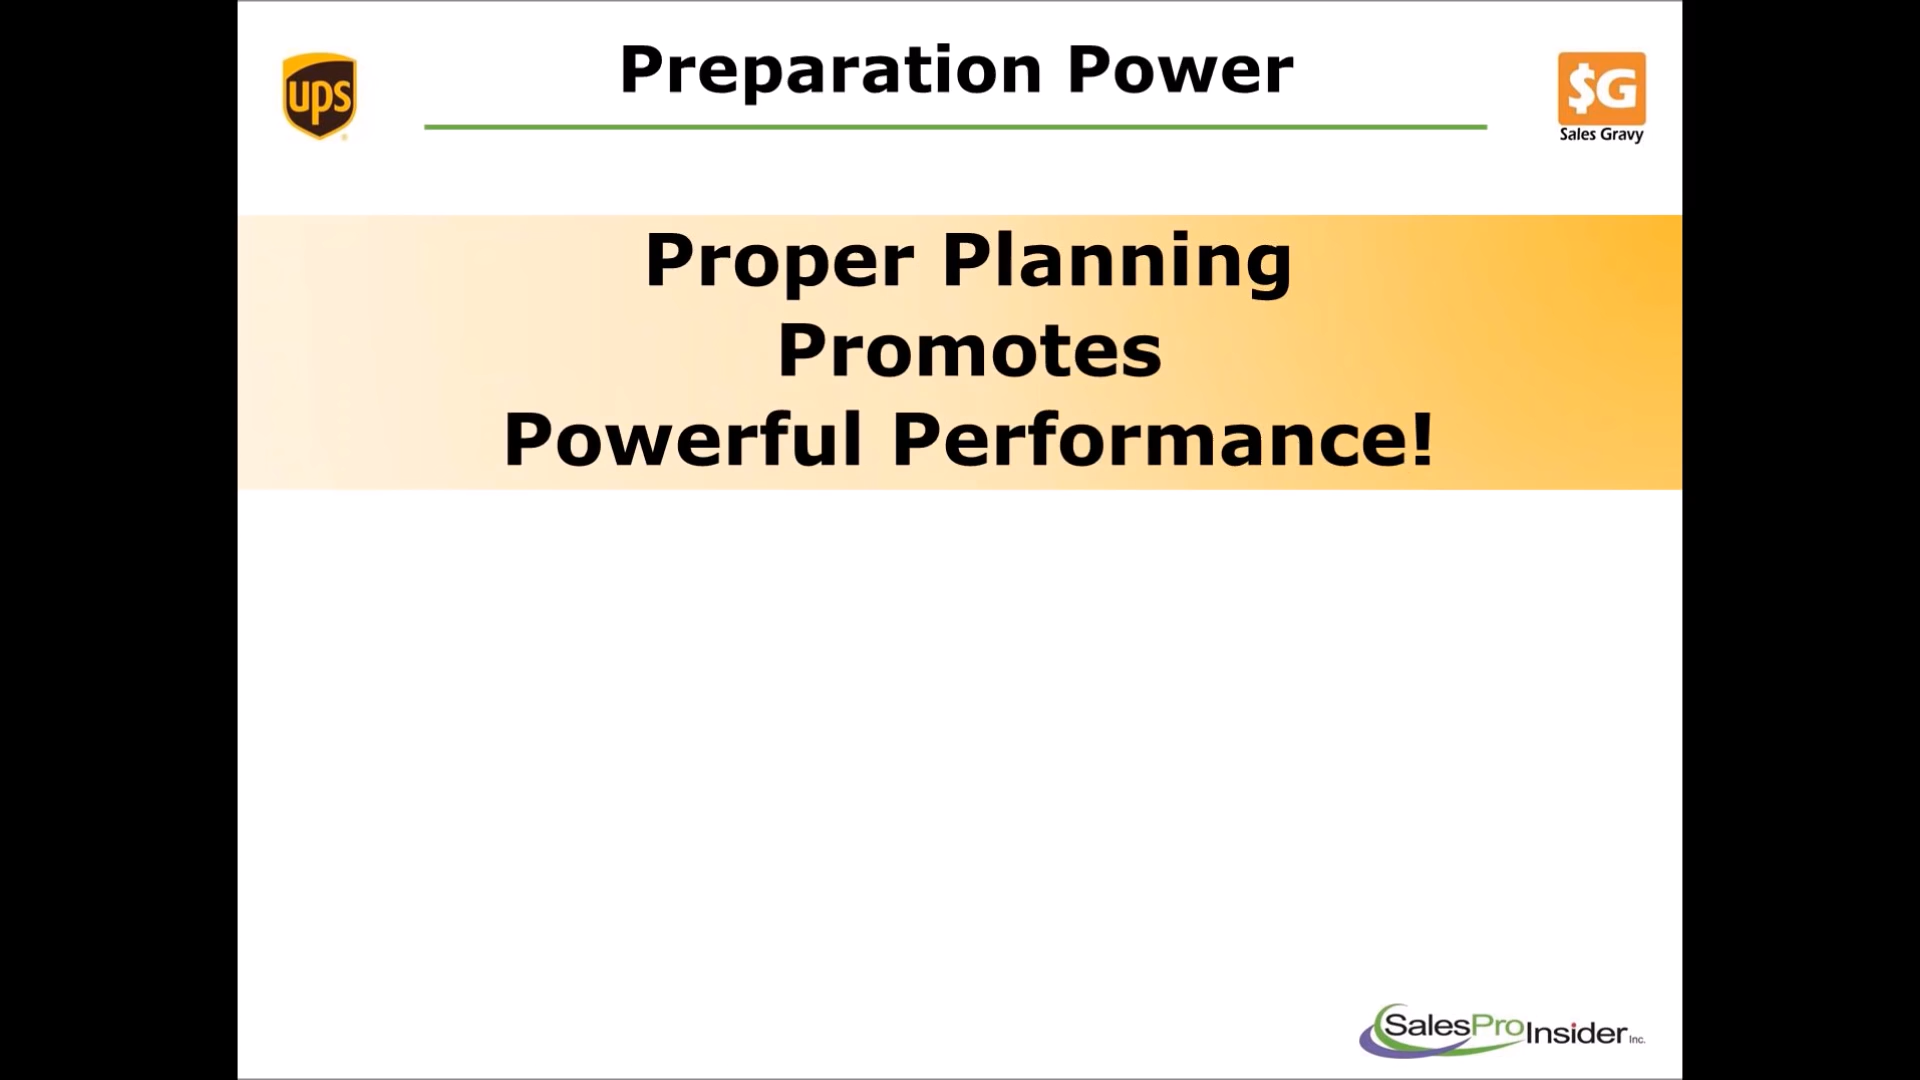 Preparation Power
ups
$G
Sales Gravy
Proper Planning
Promotes
Powerful Performance!
SalesProInsider Inc.